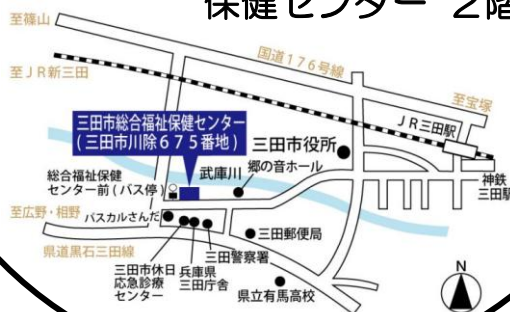 保健センター 2階
至篠山
国道176号線
至JR新三田
至宝塚
JR三田駅
三田市総合福祉保健センター
(三田市川除675番地)
三田市役所
武庫川
郷の音ホール
総合福祉保健
センター前(バス停)
神鉄
三田駅
至広野・相野
パスカルさんだ
三田郵便局
県道黒石三田線
三田警察署
三田市休日
応急診療
センター
兵庫県
三田庁舎
県立有馬高校
N